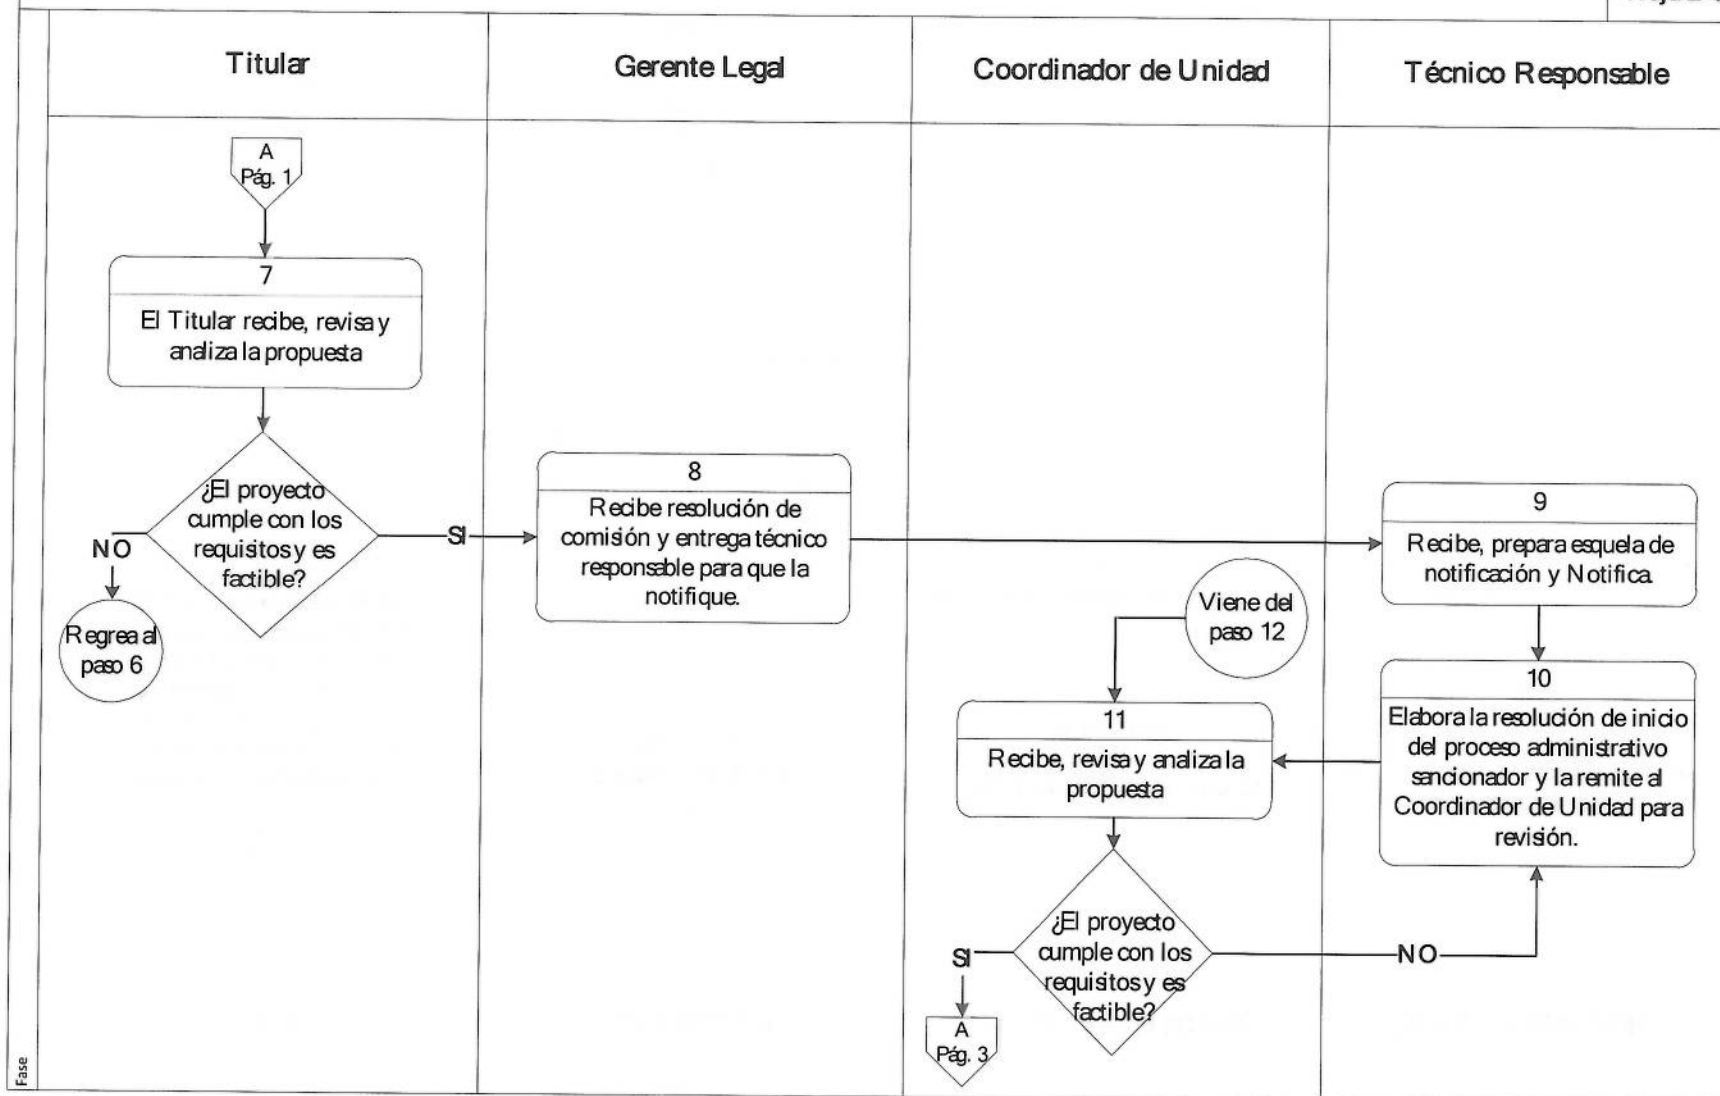 Titular
Gerente Legal
Coordinador de Unidad
Técnico Responsable
A
Pág. 1
7
El Titular recibe, revisa y
analiza la propuesta
¿El proyecto
cumple con los
requisitos y es
factible?
NO
SI
Regrea al
paso 6
8
Recibe resolución de
comisión y entrega técnico
responsable para que la
notifique.
9
Recibe, prepara esquela de
notificación y Notifica
Viene del
paso 12
10
Elabora la resolución de inicio
del proceso administrativo
sancionador y la remite al
Coordinador de Unidad para
revisión.
11
Recibe, revisa y analiza la
propuesta
¿El proyecto
cumple con los
requisitos y es
factible?
SI
NO
A
Pág. 3
Fase